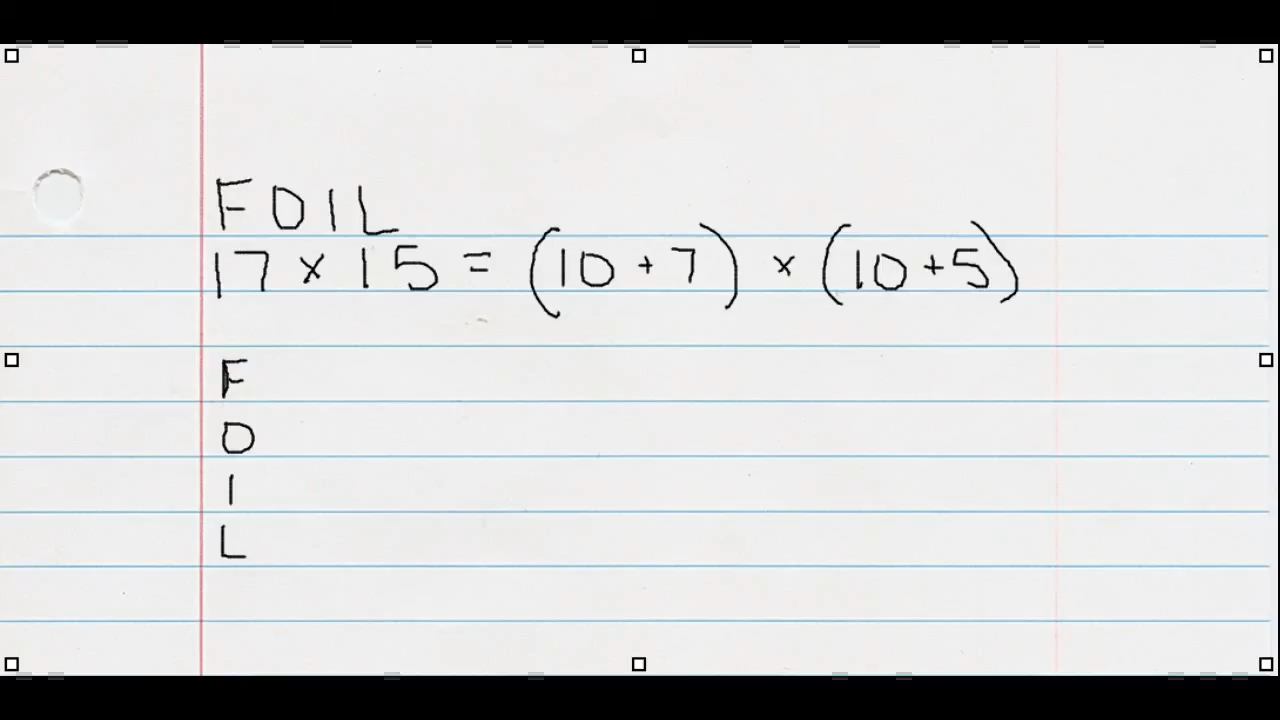 FOIL
17 × 15 = (10 + 7) × (10 + 5)
F
O
I
L